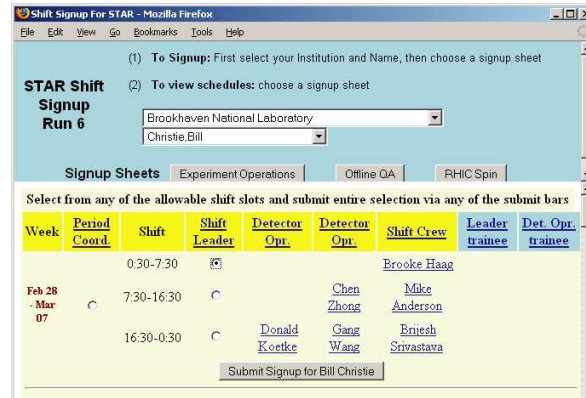 Shift Signup For STAR - Mozilla Firefox
File Edit View Go Bookmarks Tools Help
(1) To Signup: First select your Institution and Name, then choose a signup sheet
STAR Shift
Signup
Run 6
(2) To view schedules: choose a signup sheet
Brookhaven National Laboratory
Christie,Bill
Signup Sheets Experiment Operations Offline QA RHIC Spin
Select from any of the allowable shift slots and submit entire selection via any of the submit bars
Week Period Coord. Shift Shift Leader Detector Opr. Detector Opr. Shift Crew Leader trainee Det. Opr. trainee
0:30-7:30 Brooke Haag
Feb 28 - Mar 07
7:30-16:30 Chen Zhong Mike Anderson
16:30-0:30 Donald Koetke Gang Wang Brijesh Srivastava
Submit Signup for Bill Christie